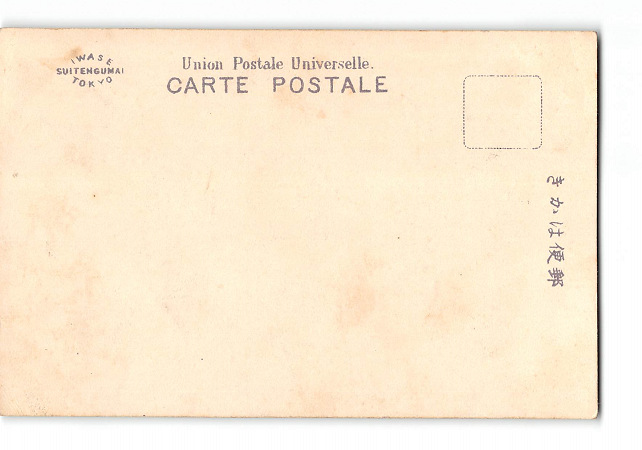 IWASE
SUITENGUMAI
TOKYO
Union Postale Universelle.
CARTE POSTALE
きかは便郵